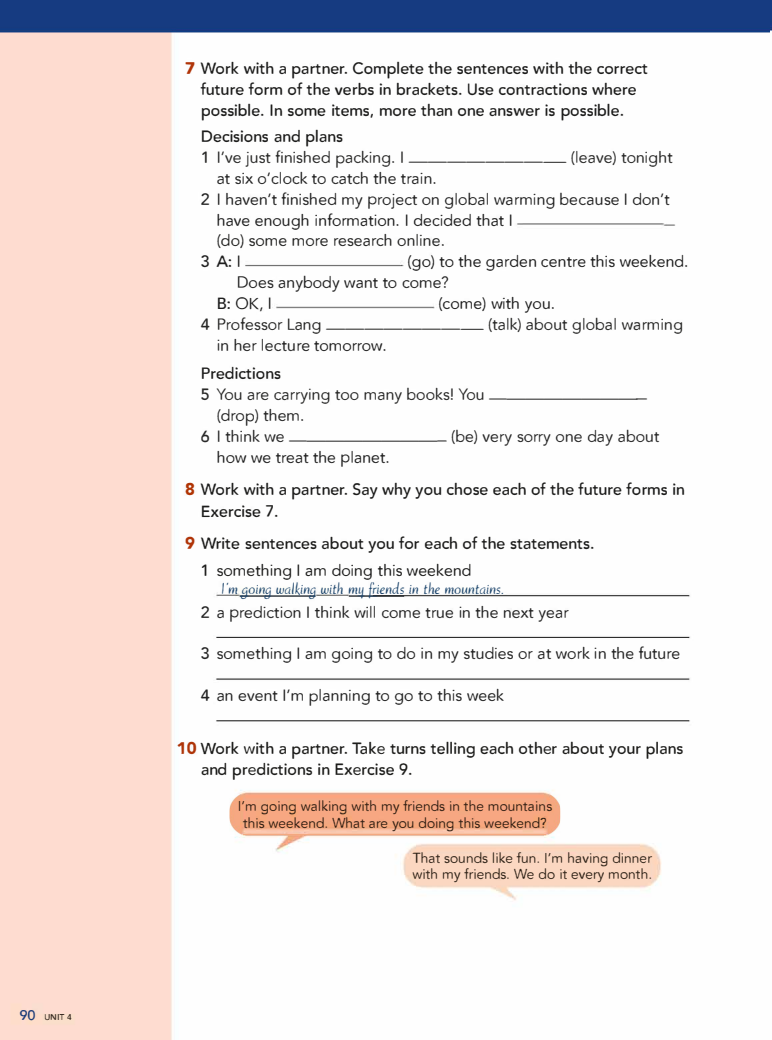 7 Work with a partner. Complete the sentences with the correct
future form of the verbs in brackets. Use contractions where
possible. In some items, more than one answer is possible.
Decisions and plans
1 I've just finished packing. I ________________ (leave) tonight
at six o'clock to catch the train.
2 I haven't finished my project on global warming because I don't
have enough information. I decided that I ________________
(do) some more research online.
3 A: I ________________ (go) to the garden centre this weekend.
Does anybody want to come?
B: OK, I ________________ (come) with you.
4 Professor Lang ________________ (talk) about global warming
in her lecture tomorrow.
Predictions
5 You are carrying too many books! You ________________
(drop) them.
6 I think we ________________ (be) very sorry one day about
how we treat the planet.
8 Work with a partner. Say why you chose each of the future forms in
Exercise 7.
9 Write sentences about you for each of the statements.
1 something I am doing this weekend
I'm going walking with my friends in the mountains.
2 a prediction I think will come true in the next year
3 something I am going to do in my studies or at work in the future
4 an event I'm planning to go to this week
10 Work with a partner. Take turns telling each other about your plans
and predictions in Exercise 9.
I'm going walking with my friends in the mountains
this weekend. What are you doing this weekend?
That sounds like fun. I'm having dinner
with my friends. We do it every month.
90 UNIT 4